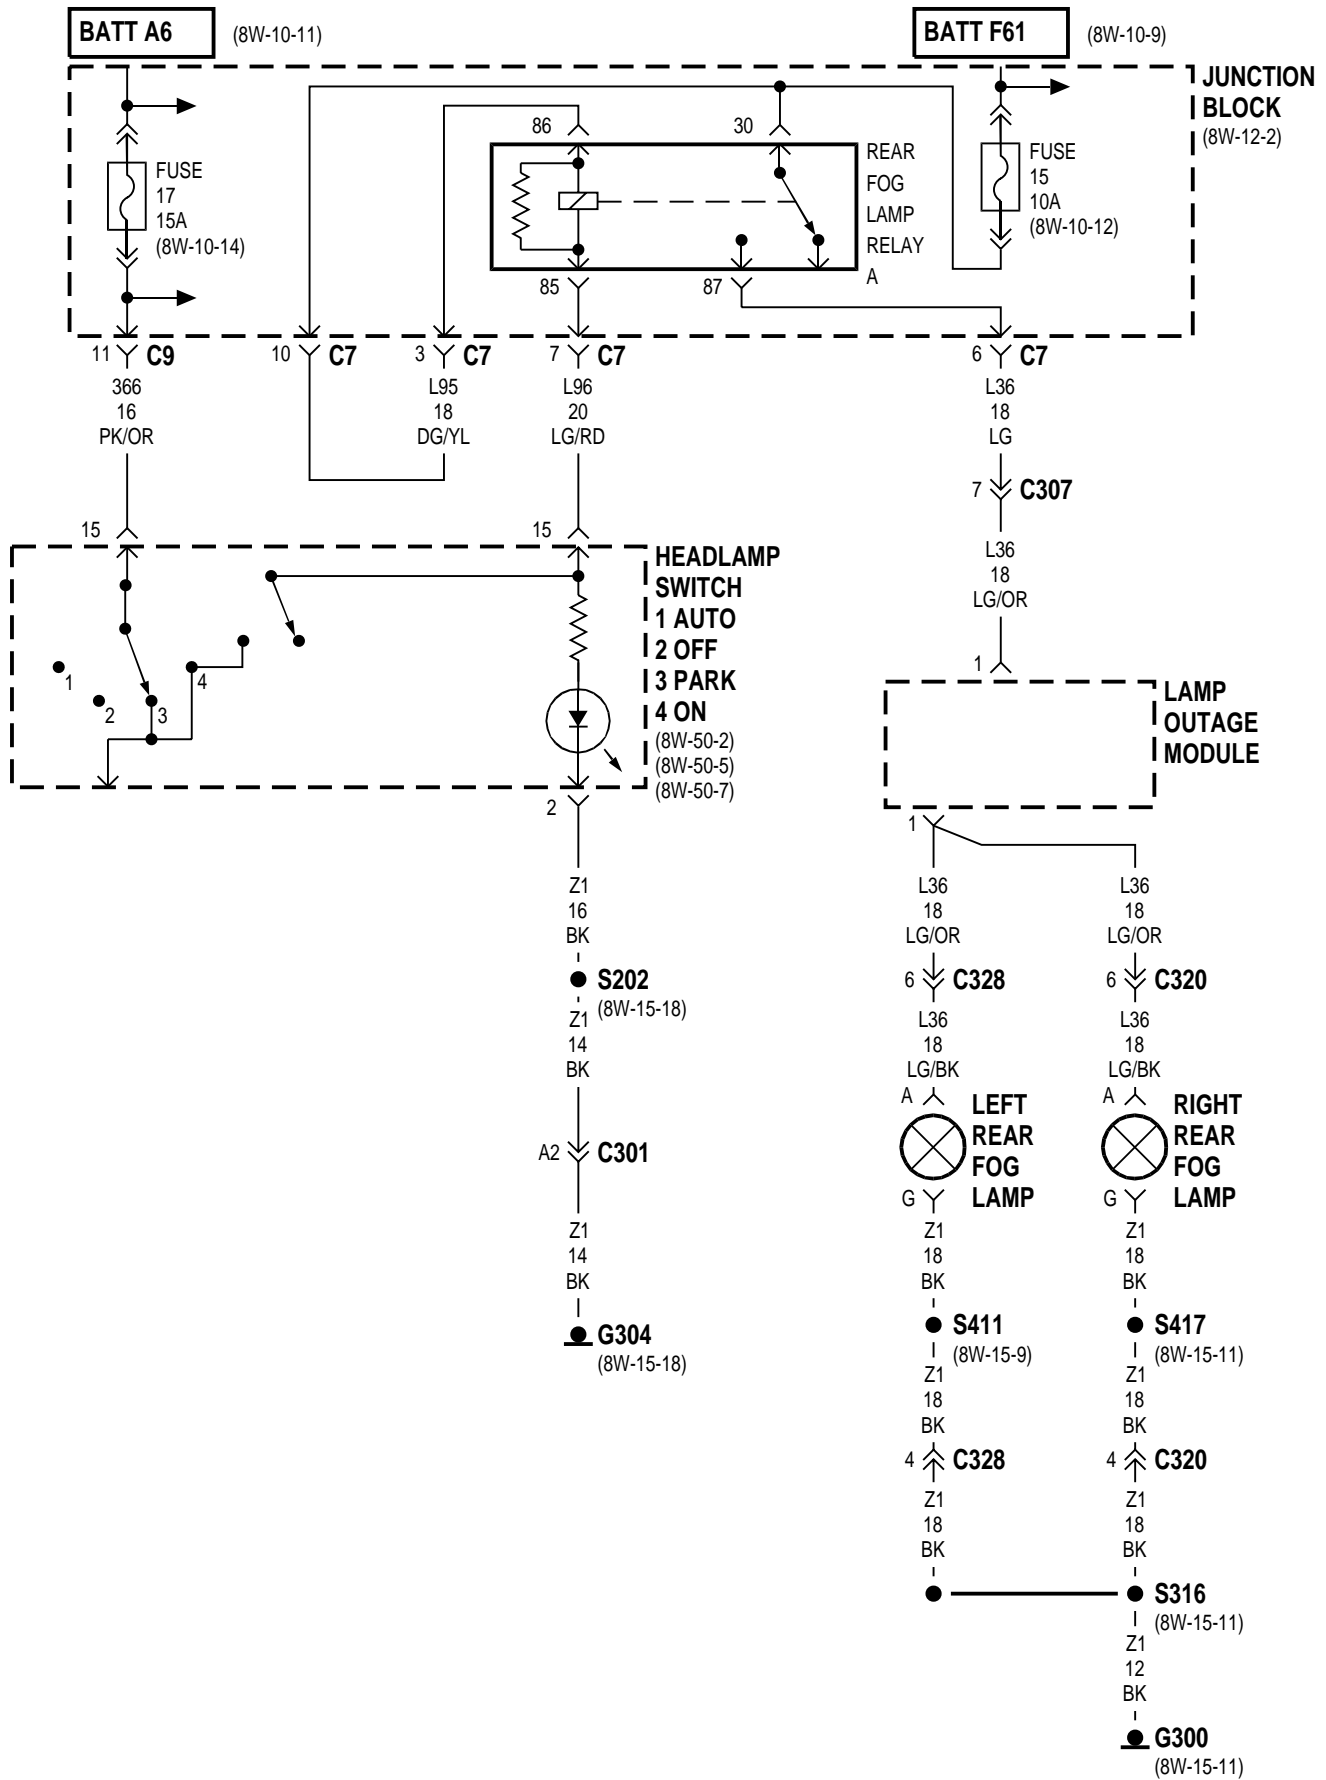 BATT A6 (8W-10-11) BATT F61 (8W-10-9)
JUNCTION
BLOCK
(8W-12-2)
FUSE
17
15A
(8W-10-14)
86 30
REAR
FOG
LAMP
RELAY
A
FUSE
15
10A
(8W-10-12)
85 87
11 C9 10 C7 3 C7 7 C7 6 C7
366 L95 L96 L36
16 18 20 18
PK/OR DG/YL LG/RD LG
7 C307
L36
18
LG/OR
15 15
HEADLAMP
SWITCH
1 AUTO
2 OFF
3 PARK
4 ON
(8W-50-2)
(8W-50-5)
(8W-50-7)
1 2 3 4
1
LAMP
OUTAGE
MODULE
2
1
Z1
16
BK
S202
(8W-15-18)
Z1
14
BK
A2 C301
Z1
14
BK
G304
(8W-15-18)
L36 L36
18 18
LG/OR LG/OR
6 C328 6 C320
L36 L36
18 18
LG/BK LG/BK
A A
LEFT
REAR
FOG
LAMP
RIGHT
REAR
FOG
LAMP
G G
Z1 Z1
18 18
BK BK
S411 S417
(8W-15-9) (8W-15-11)
Z1 Z1
18 18
BK BK
4 C328 4 C320
Z1 Z1
18 18
BK BK
S316
(8W-15-11)
Z1
12
BK
G300
(8W-15-11)